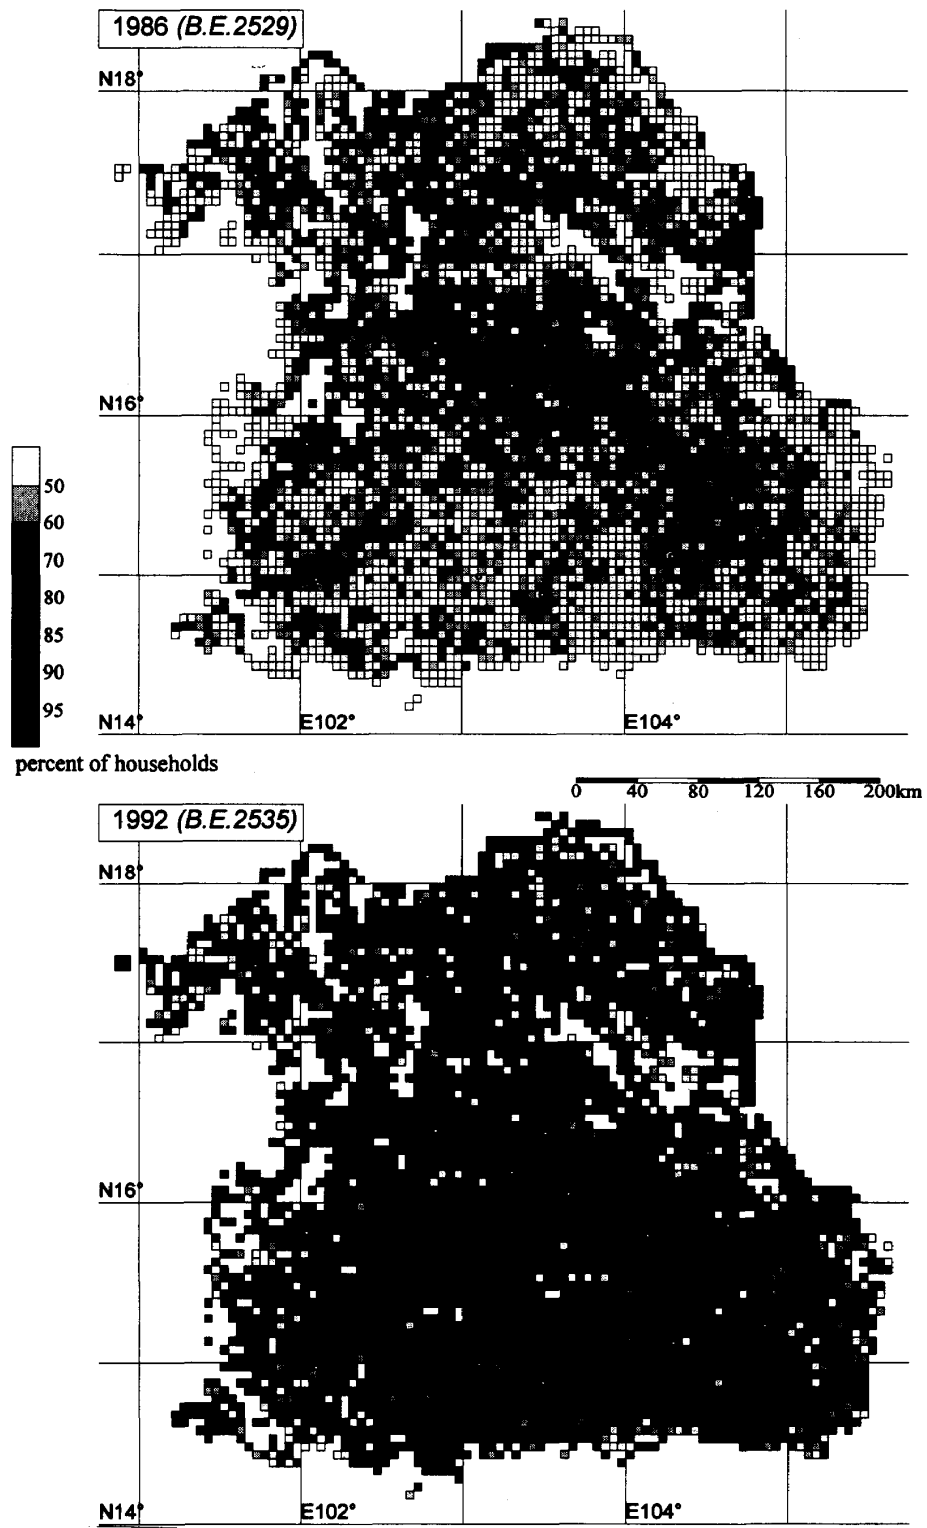 1986 (B.E.2529)
N18°
N16°
50
60
70
80
85
90
95
N14° E102° E104°
percent of households
0 40 80 120 160 200km
1992 (B.E.2535)
N18°
N16°
N14° E102° E104°